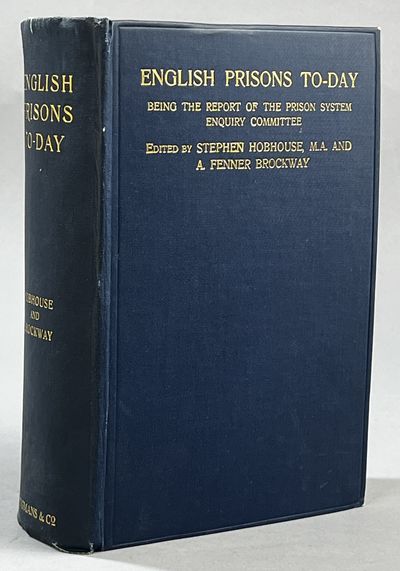 ENGLISH PRISONS TO-DAY
BEING THE REPORT OF THE PRISON SYSTEM
ENQUIRY COMMITTEE
EDITED BY STEPHEN HOBHOUSE, M.A. AND
A. FENNER BROCKWAY
ENGLISH
PRISONS
TO-DAY
HOBHOUSE
AND
BROCKWAY